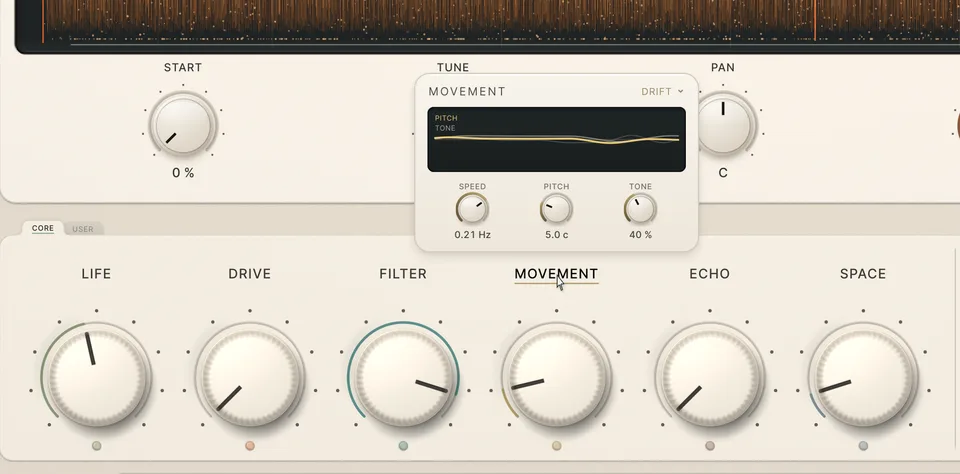 START
TUNE
PAN
MOVEMENT
DRIFT
PITCH
TONE
SPEED
PITCH
TONE
0.21 Hz
5.0 c
40 %
0 %
C
CORE
USER
LIFE
DRIVE
FILTER
MOVEMENT
ECHO
SPACE